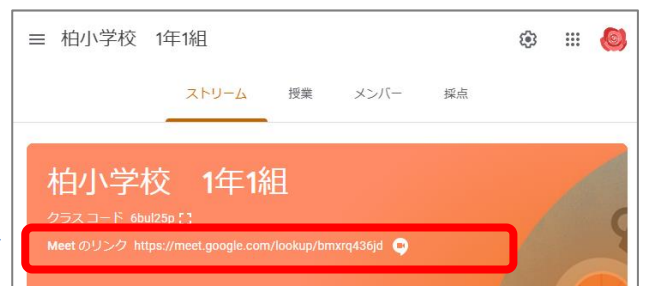 柏小学校 1年1組
ストリーム 授業 メンバー 採点
柏小学校 1年1組
クラス コード 6bul25p
Meet のリンク https://meet.google.com/lookup/bmxrq436jd